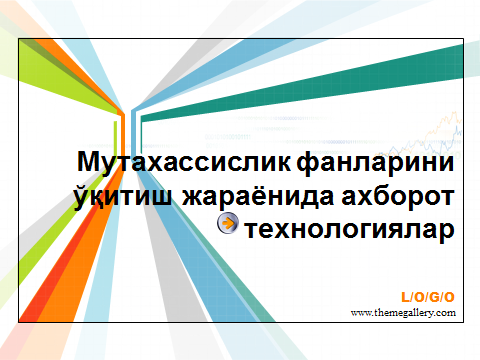 Мутахассислик фанларини
ўқитиш жараёнида ахборот
технологиялар
L/O/G/O
www.themegallery.com